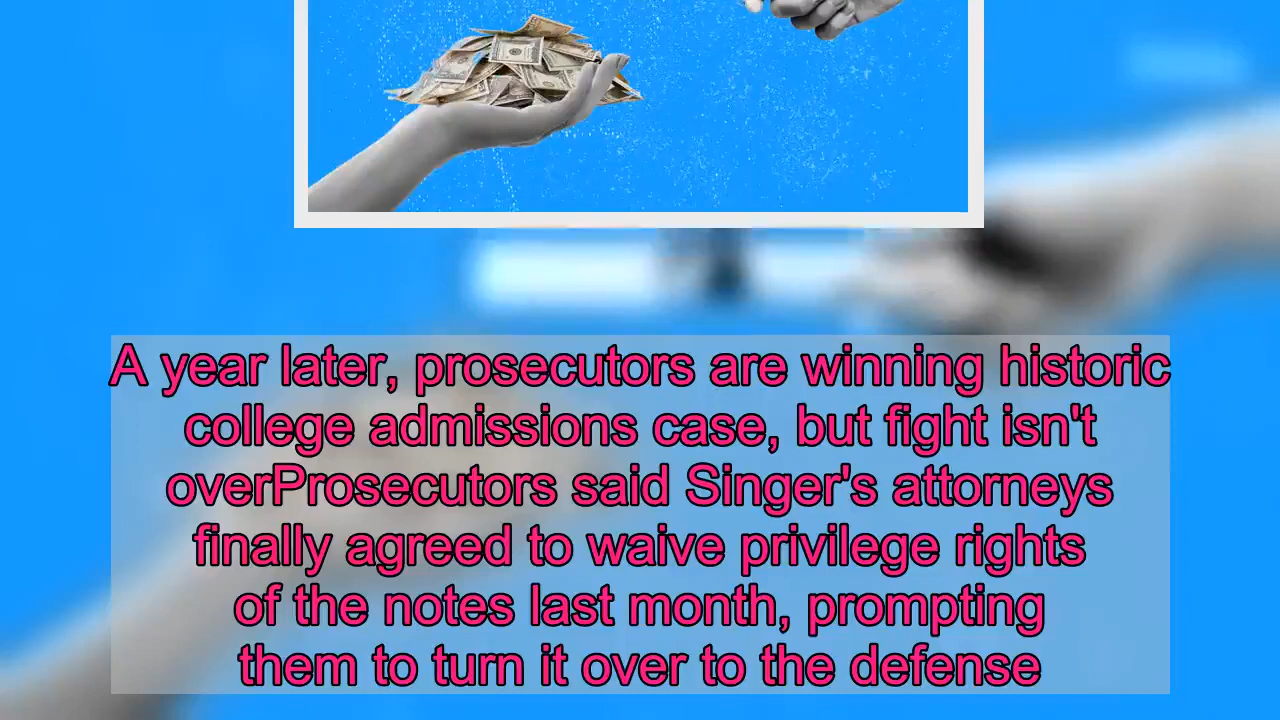 A year later, prosecutors are winning historic
college admissions case, but fight isn't
overProsecutors said Singer's attorneys
finally agreed to waive privilege rights
of the notes last month, prompting
them to turn it over to the defense